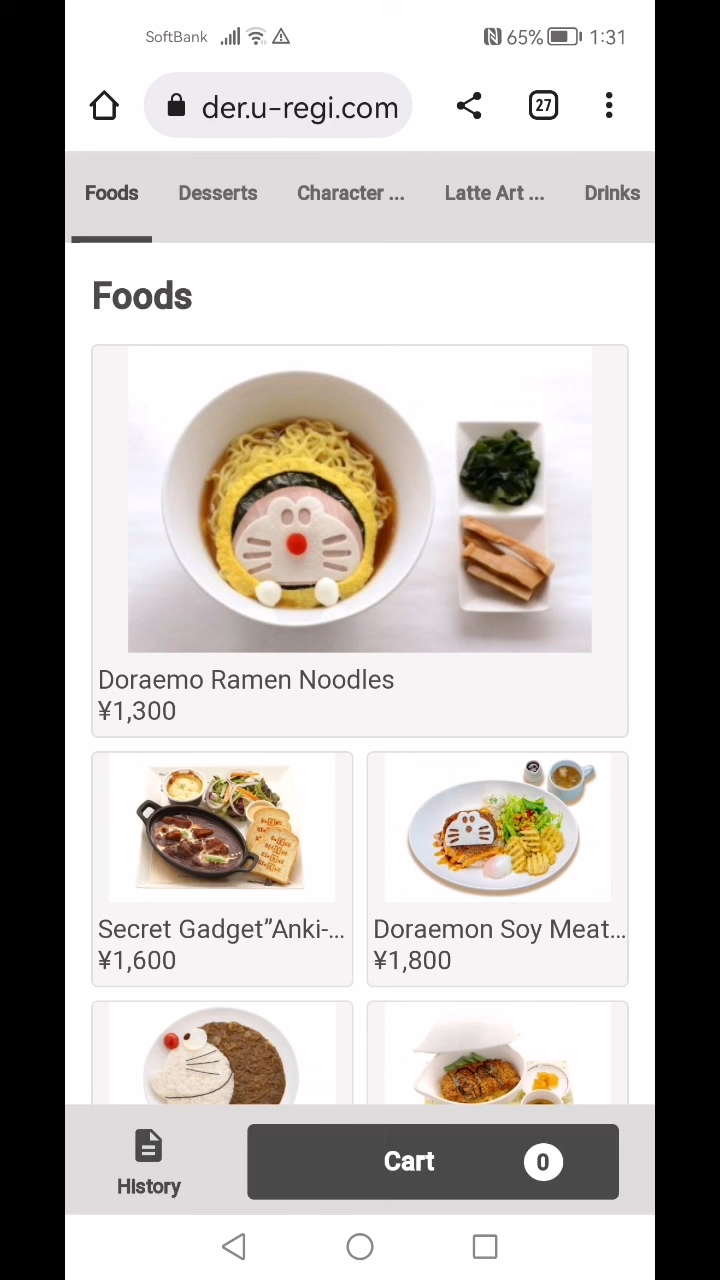 SoftBank 65% 1:31
der.u-regi.com 27
Foods Desserts Character ... Latte Art ... Drinks
Foods
Doraemo Ramen Noodles
¥1,300
Secret Gadget”Anki-...
¥1,600
Doraemon Soy Meat...
¥1,800
History
Cart 0